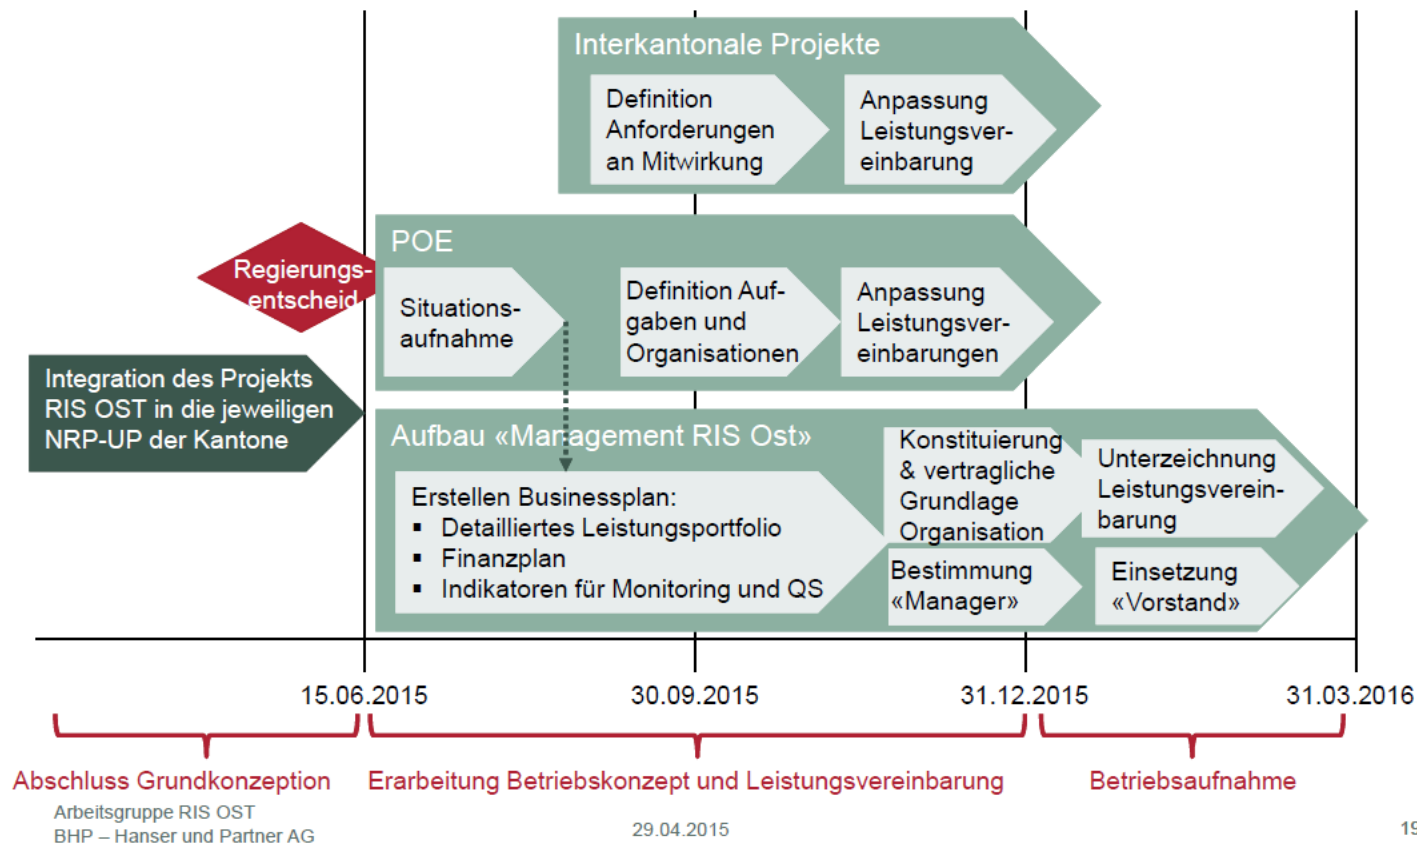 Interkantonale Projekte
Definition
Anforderungen
an Mitwirkung
Anpassung
Leistungsver-
einbarung
Regierungs-
entscheid
POE
Situations-
aufnahme
Definition Auf-
gaben und
Organisationen
Anpassung
Leistungsver-
einbarungen
Integration des Projekts
RIS OST in die jeweiligen
NRP-UP der Kantone
Aufbau «Management RIS Ost»
Erstellen Businessplan:
▪ Detailliertes Leistungsportfolio
▪ Finanzplan
▪ Indikatoren für Monitoring und QS
Konstituierung
& vertragliche
Grundlage
Organisation
Unterzeichnung
Leistungsverein-
barung
Bestimmung
«Manager»
Einsetzung
«Vorstand»
15.06.2015
30.09.2015
31.12.2015
31.03.2016
Abschluss Grundkonzeption
Erarbeitung Betriebskonzept und Leistungsvereinbarung
Betriebsaufnahme
Arbeitsgruppe RIS OST
BHP – Hanser und Partner AG
29.04.2015
19